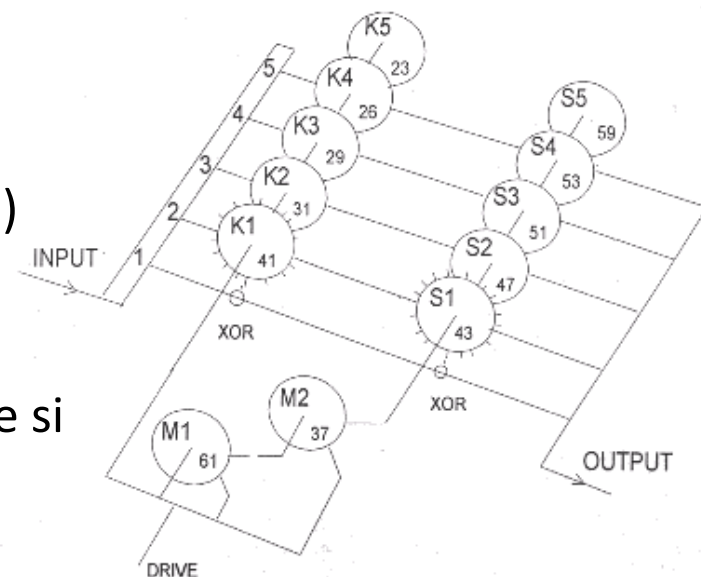 K5
23
K4
26
5
S5
59
4
K3
29
S4
53
3
K2
31
S3
51
)
2
K1
41
S2
47
INPUT
1
S1
43
XOR
M2
37
XOR
e si
M1
61
OUTPUT
DRIVE